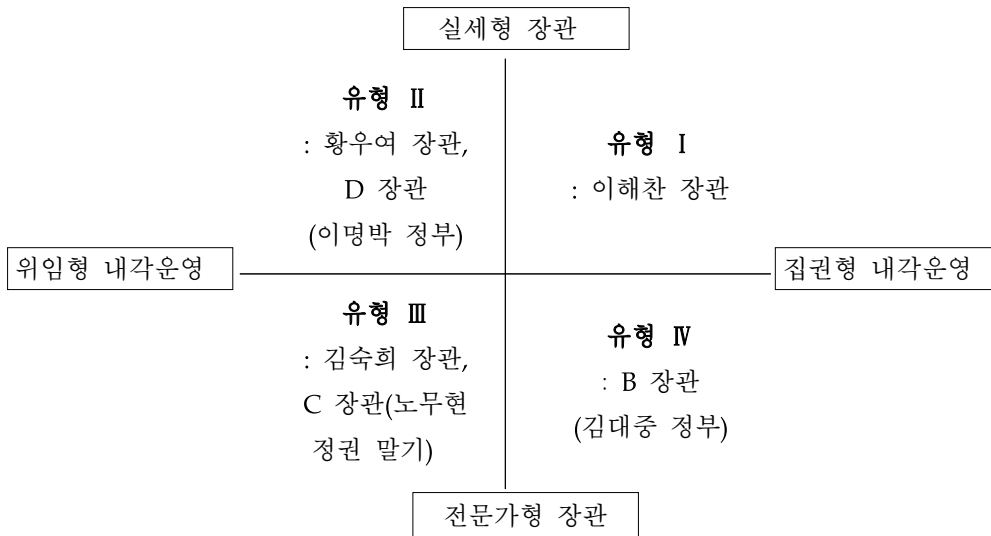 실세형 장관
유형 Ⅱ
: 황우여 장관,
D 장관
(이명박 정부)
유형 Ⅰ
: 이해찬 장관
위임형 내각운영
집권형 내각운영
유형 Ⅲ
: 김숙희 장관,
C 장관(노무현
정권 말기)
유형 Ⅳ
: B 장관
(김대중 정부)
전문가형 장관